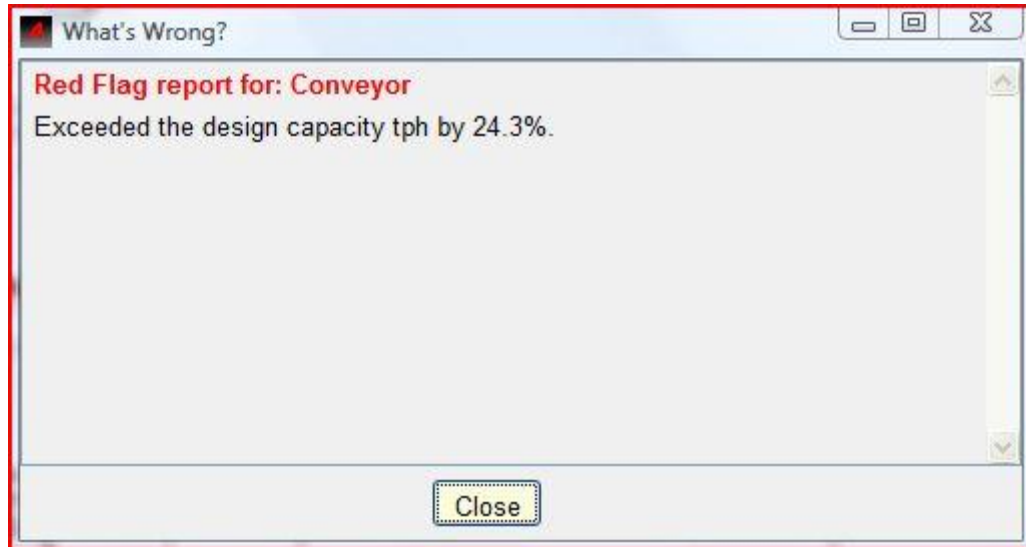 What's Wrong?
Red Flag report for: Conveyor
Exceeded the design capacity tph by 24.3%.
Close